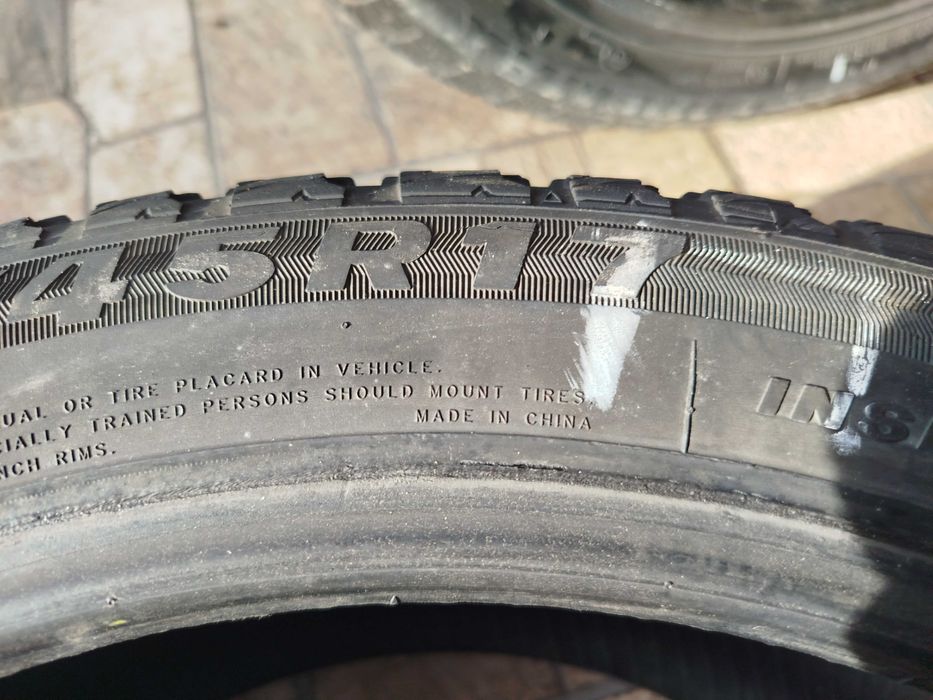 45R17
UAL OR TIRE PLACARD IN VEHICLE.
CIALLY TRAINED PERSONS SHOULD MOUNT TIRES.
MADE IN CHINA
NCH RIMS.
INS